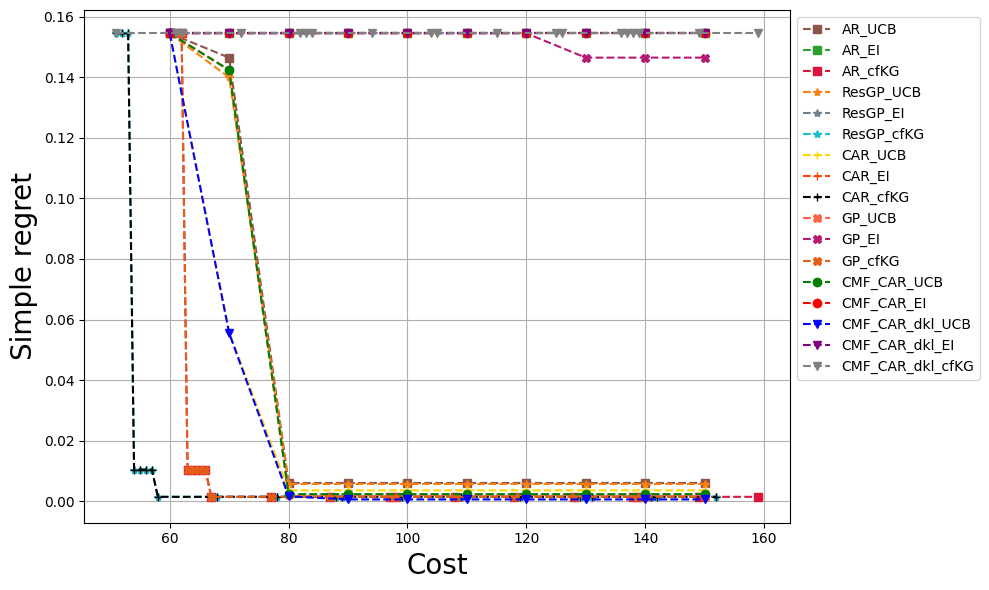 0.16
0.14
0.12
0.10
0.08
0.06
0.04
0.02
0.00
Simple regret
60
80
100
120
140
160
Cost
AR_UCB
AR_EI
AR_cfKG
ResGP_UCB
ResGP_EI
ResGP_cfKG
CAR_UCB
CAR_EI
CAR_cfKG
GP_UCB
GP_EI
GP_cfKG
CMF_CAR_UCB
CMF_CAR_EI
CMF_CAR_dkl_UCB
CMF_CAR_dkl_EI
CMF_CAR_dkl_cfKG